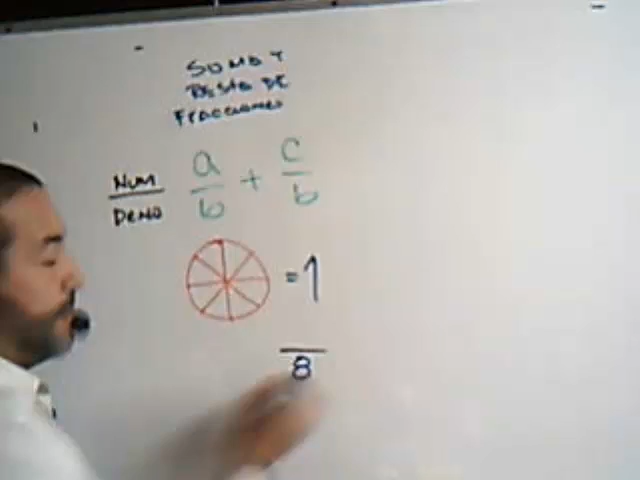 SUMA Y
RESTA DE
FRACCIONES
NUM a c
— + —
DENO b b
= 1
—
8